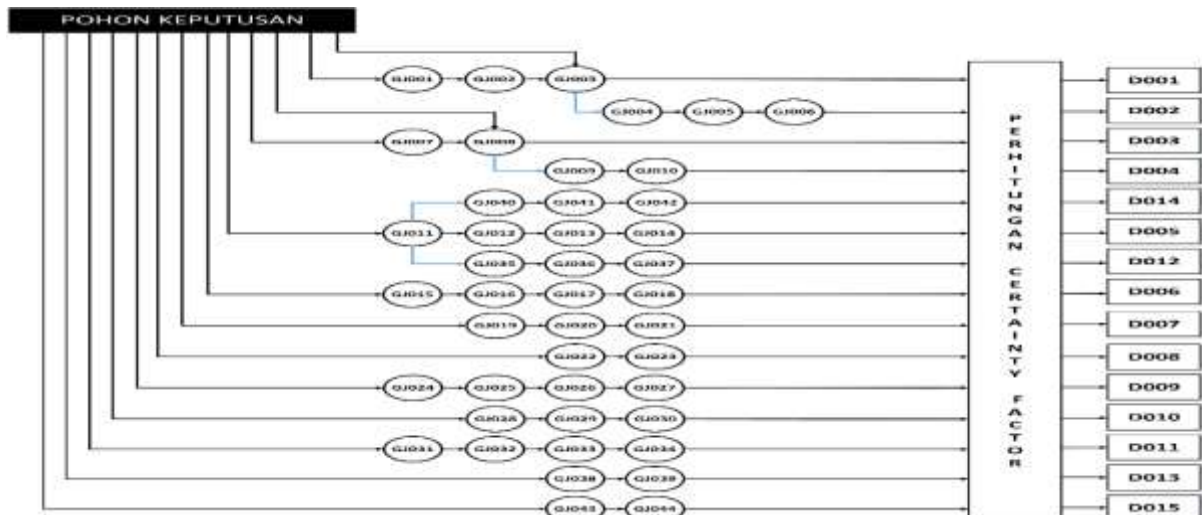 POHON KEPUTUSAN
GJ001 GJ002 GJ003 D001
GJ004 GJ005 GJ006 D002
GJ007 GJ008 D003
GJ009 GJ010 D004
GJ040 GJ041 GJ042 D014
GJ011 GJ012 GJ013 GJ014 D005
GJ035 GJ036 GJ037 D012
GJ015 GJ016 GJ017 GJ018 D006
GJ019 GJ020 GJ021 D007
GJ022 GJ023 D008
GJ024 GJ025 GJ026 GJ027 D009
GJ028 GJ029 GJ030 D010
GJ031 GJ032 GJ033 GJ034 D011
GJ038 GJ039 D013
GJ043 GJ044 D015
PERHITUNGAN CERTAINTY FACTOR